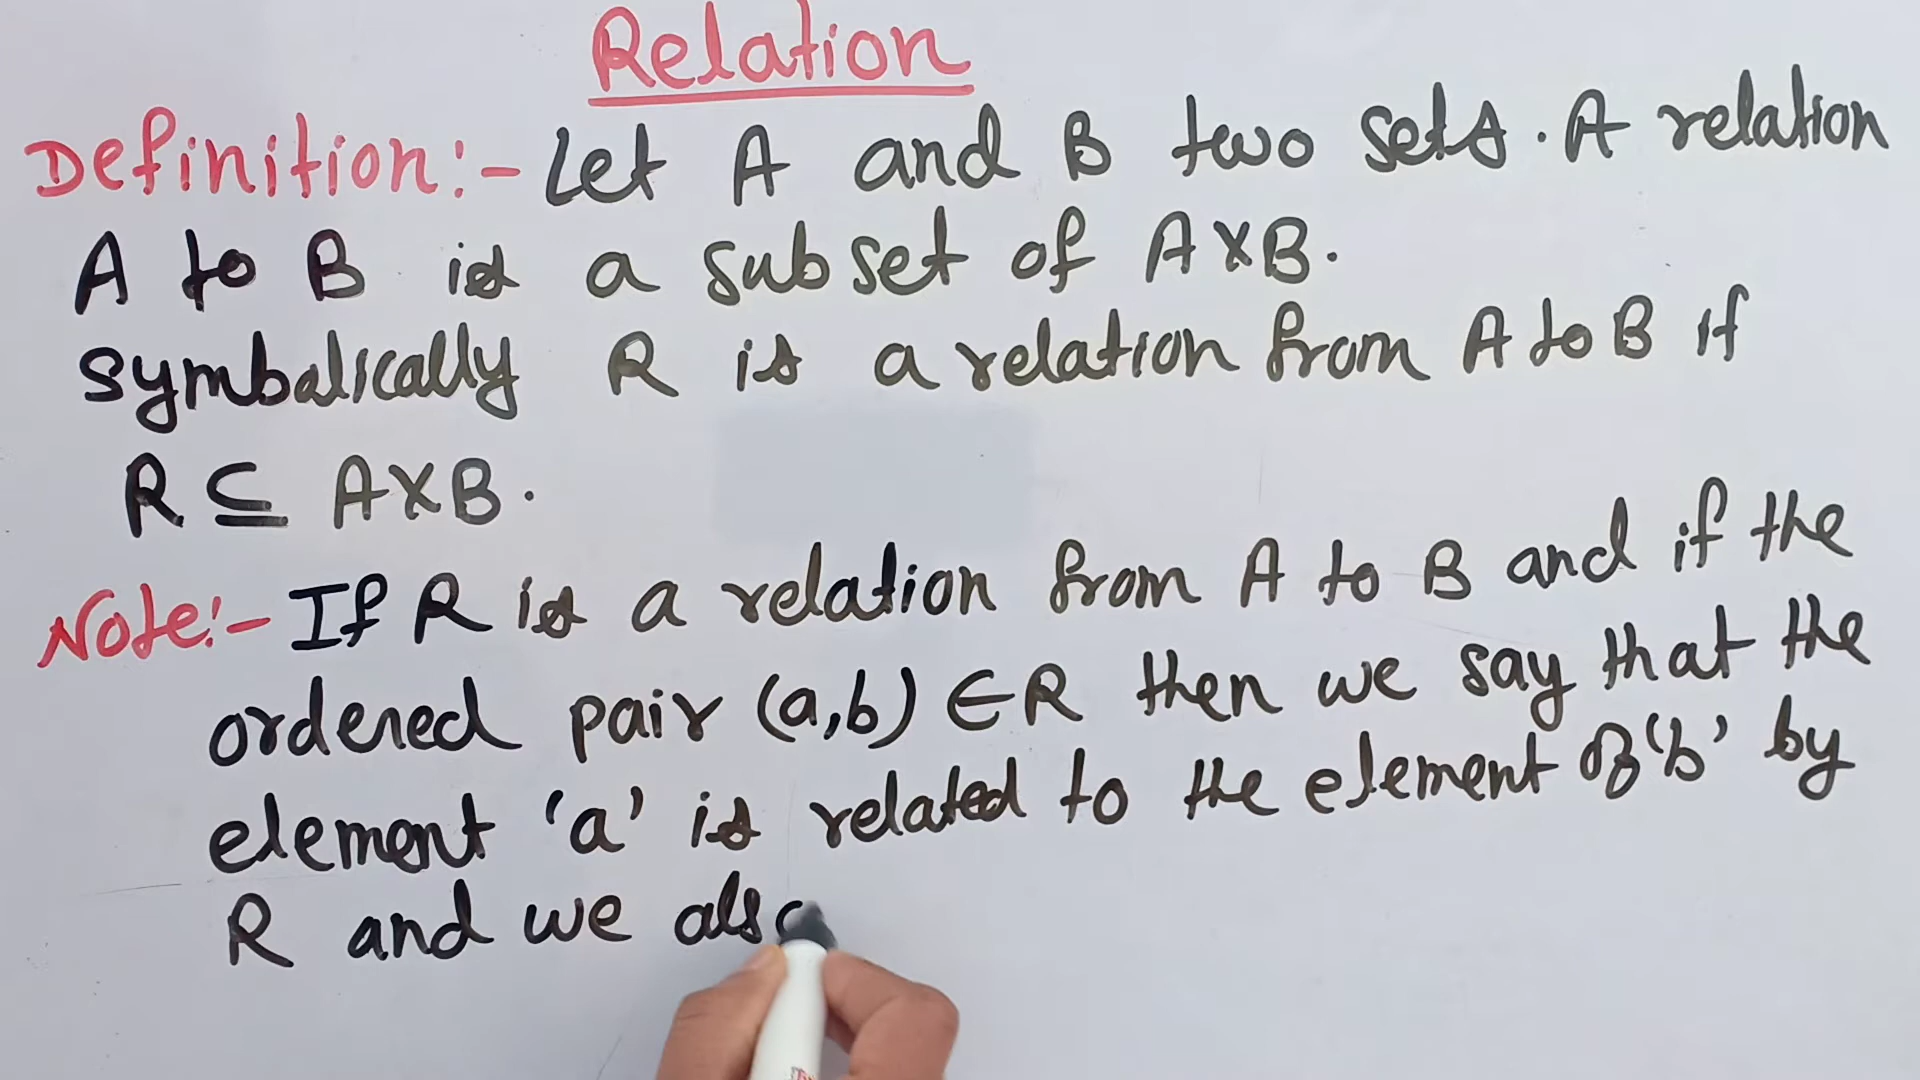 Relation
Definition:- Let A and B two sets. A relation
A to B is a subset of A×B.
symbalically R is a relation from A to B if
R ⊆ A×B.
Note:- If R is a relation from A to B and if the
ordered pair (a,b) ∈ R then we say that the
element 'a' is related to the element of 'b' by
R and we also